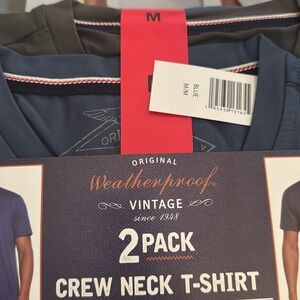 M
BLUE
M/M
ORIGINAL
Weatherproof
VINTAGE
since 1948
2 PACK
CREW NECK T-SHIRT